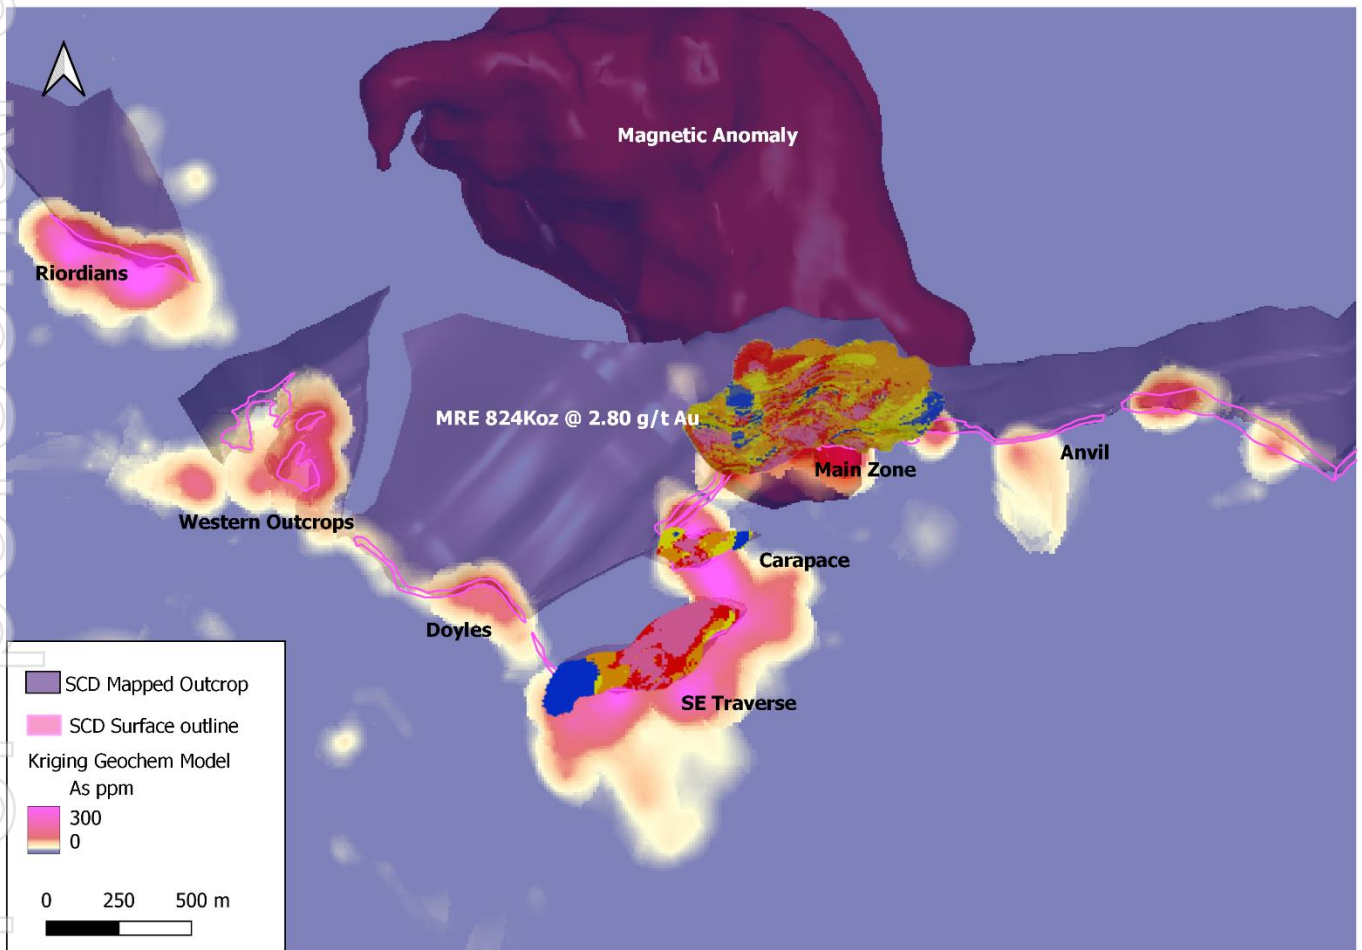 Magnetic Anomaly
Riordians
MRE 824Koz @ 2.80 g/t Au
Main Zone
Anvil
Western Outcrops
Carapace
Doyles
SE Traverse
SCD Mapped Outcrop
SCD Surface outline
Kriging Geochem Model
As ppm
300
0
0 250 500 m